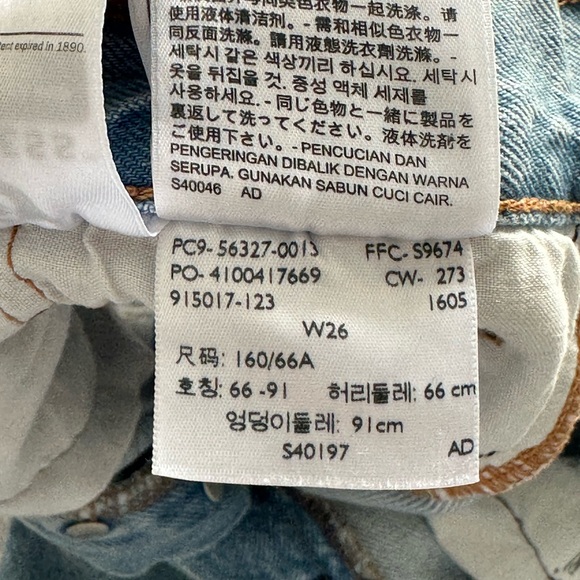 tent expired in 1890.
使用液体清洁剂。- 需和相似色衣物一
同反面洗滌。請用液態洗衣劑洗滌。-
세탁시 같은 색상끼리 하십시요. 세탁시
옷을 뒤집을 것. 중성 액체 세제를
사용하세요. - 同じ色物と一緒に製品を
裏返して洗ってください。液体洗剤を
ご使用下さい。- PENCUCIAN DAN
PENGERINGAN DIBALIK DENGAN WARNA
SERUPA. GUNAKAN SABUN CUCI CAIR.
S40046 AD
PC9- 56327-0013 FFC- S9674
PO- 4100417669 CW- 273
915017-123 1605
W26
尺码: 160/66A
호칭: 66 -91 허리둘레: 66 cm
엉덩이둘레: 91cm
S40197 AD